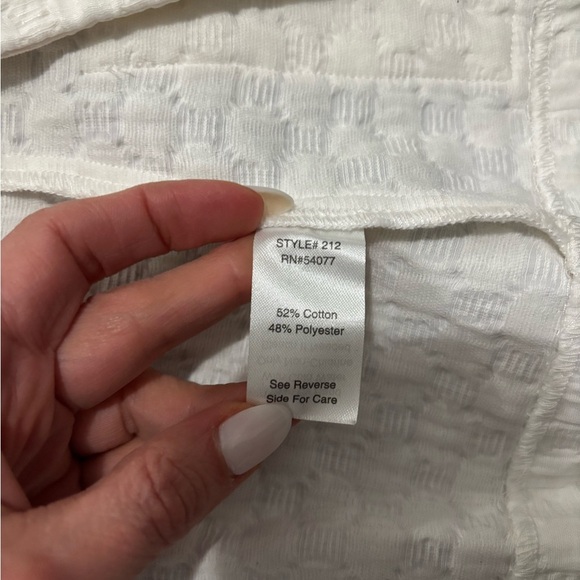 STYLE# 212
RN#54077
52% Cotton
48% Polyester
See Reverse
Side For Care